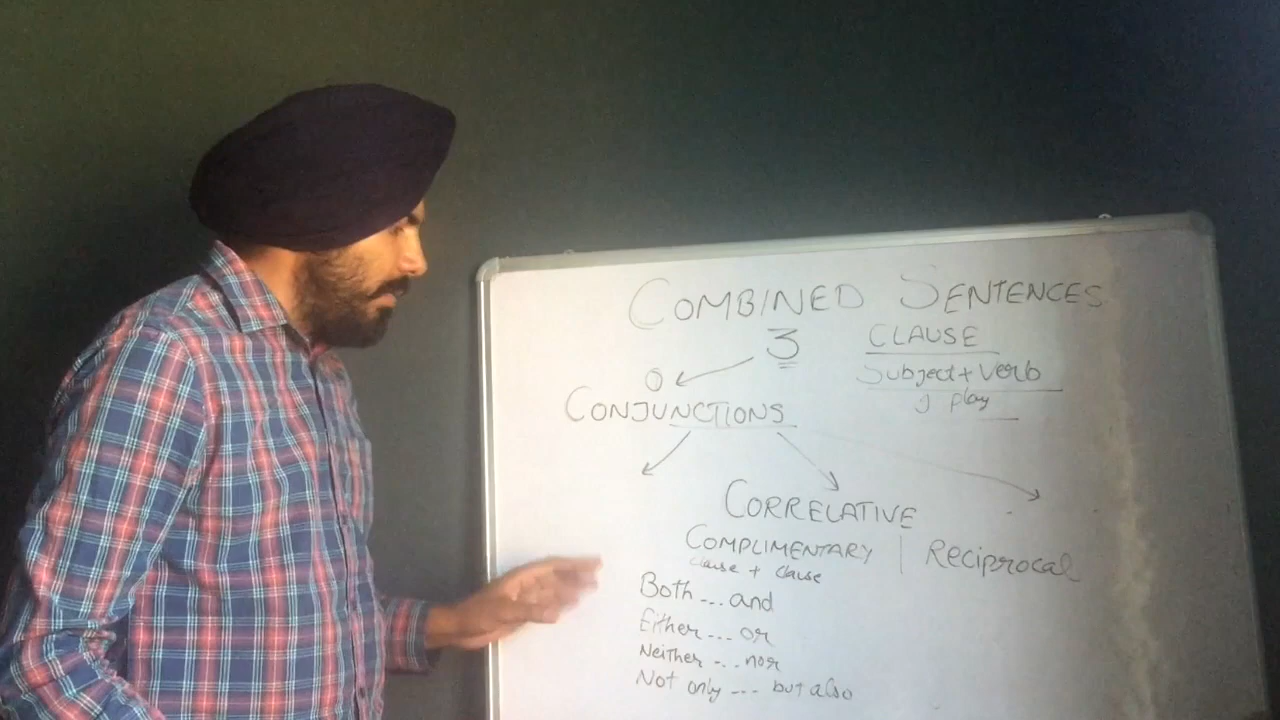 COMBINED SENTENCES
3
CLAUSE
Subject + Verb
I play
CONJUNCTIONS
CORRELATIVE
COMPLIMENTARY | Reciprocal
clause + clause
Both --- and
Either --- or
Neither --- nor
Not only --- but also